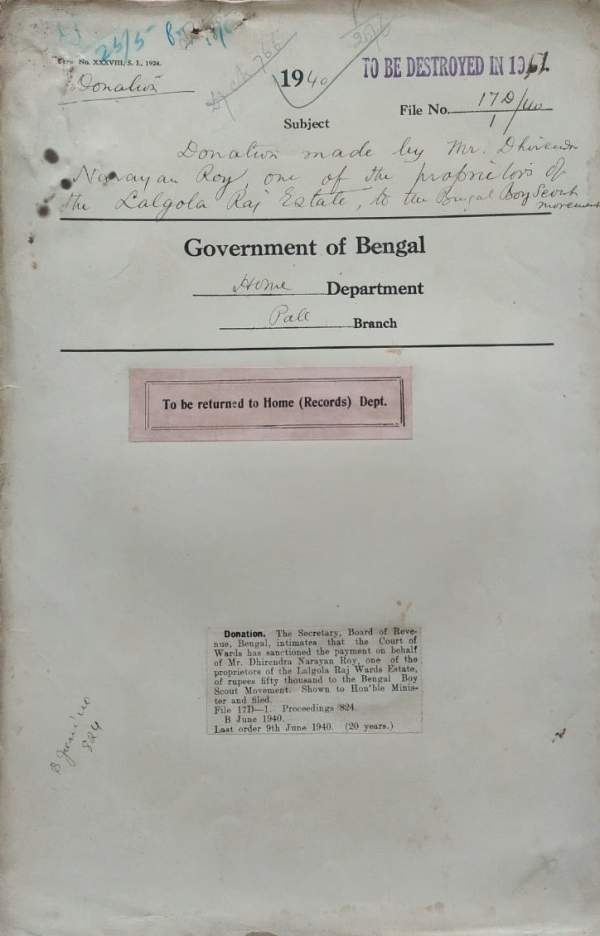 25/5
No. XXXVIII, S. I., 1924.
Donation
1940
TO BE DESTROYED IN 1961.
File No. 17D/40
1
Subject
Donation made by Mr. Dhirendra
Narayan Roy, one of the proprietors of
the Lalgola Raj Estate, to the Bengal Boy Scout
movement
Government of Bengal
Home Department
Poll Branch
To be returned to Home (Records) Dept.
Donation. The Secretary, Board of Reve-
nue, Bengal, intimates that the Court of
Wards has sanctioned the payment on behalf
of Mr. Dhirendra Narayan Roy, one of the
proprietors of the Lalgola Raj Wards Estate,
of rupees fifty thousand to the Bengal Boy
Scout Movement. Shown to Hon'ble Minis-
ter and filed.
File 17D—1. Proceedings 824.
B June 1940.
Last order 9th June 1940. (20 years.)
B June '40
824